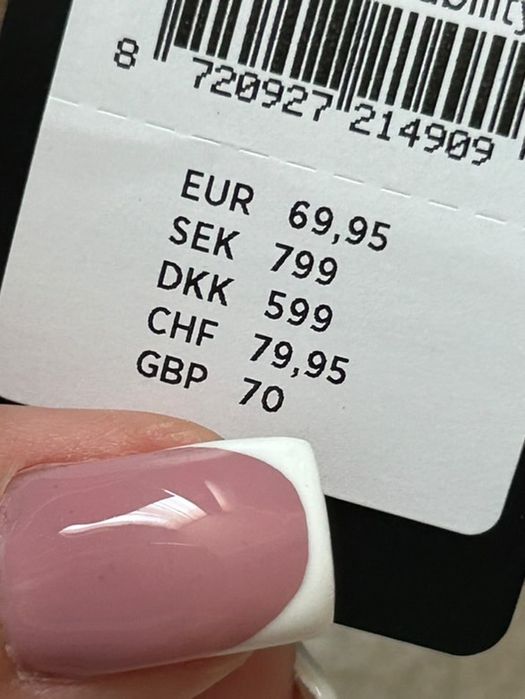 8 720927 214909
EUR 69,95
SEK 799
DKK 599
CHF 79,95
GBP 70